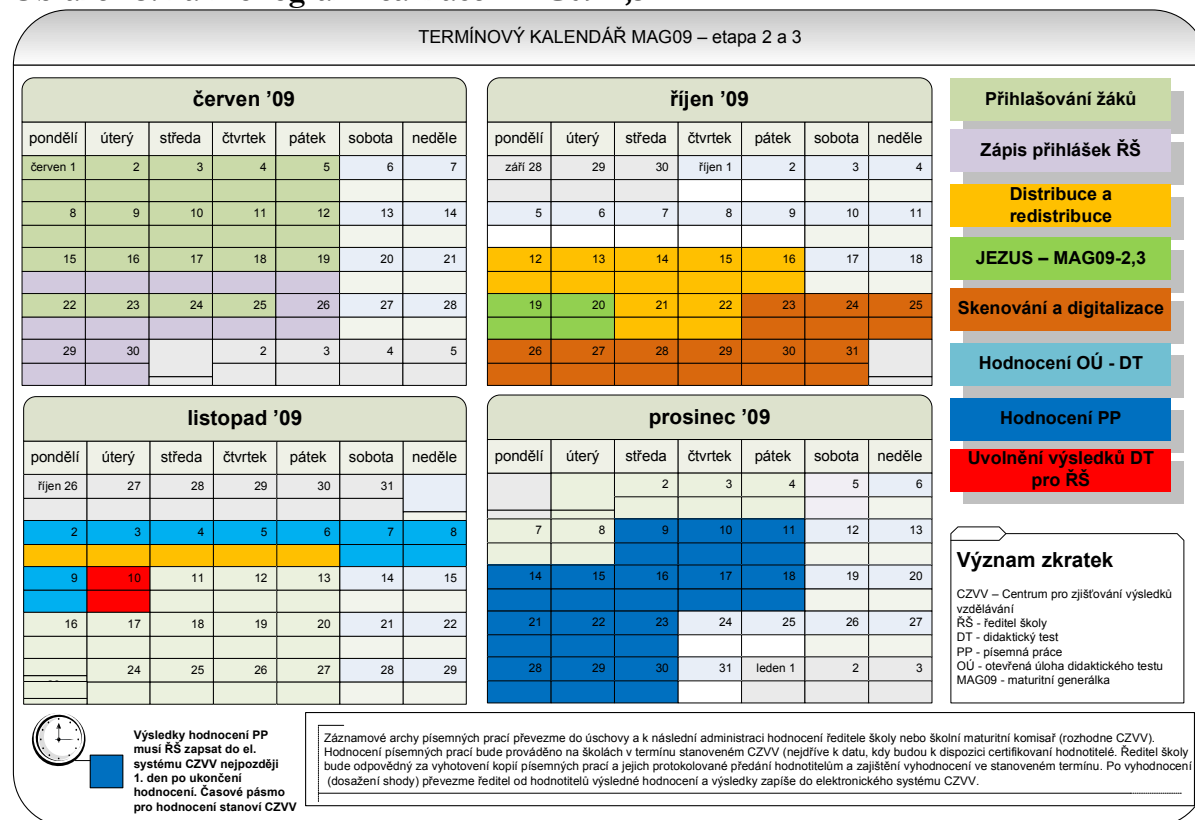 TERMÍNOVÝ KALENDÁŘ MAG09 – etapa 2 a 3
červen ’09
pondělí úterý středa čtvrtek pátek sobota neděle
červen 1 2 3 4 5 6 7
8 9 10 11 12 13 14
15 16 17 18 19 20 21
22 23 24 25 26 27 28
29 30 2 3 4 5
říjen ’09
pondělí úterý středa čtvrtek pátek sobota neděle
září 28 29 30 říjen 1 2 3 4
5 6 7 8 9 10 11
12 13 14 15 16 17 18
19 20 21 22 23 24 25
26 27 28 29 30 31
listopad ’09
pondělí úterý středa čtvrtek pátek sobota neděle
říjen 26 27 28 29 30 31
2 3 4 5 6 7 8
9 10 11 12 13 14 15
16 17 18 19 20 21 22
24 25 26 27 28 29
prosinec ’09
pondělí úterý středa čtvrtek pátek sobota neděle
2 3 4 5 6
7 8 9 10 11 12 13
14 15 16 17 18 19 20
21 22 23 24 25 26 27
28 29 30 31 leden 1 2 3
Přihlašování žáků
Zápis přihlášek ŘŠ
Distribuce a
redistribuce
JEZUS – MAG09-2,3
Skenování a digitalizace
Hodnocení OÚ - DT
Hodnocení PP
Uvolnění výsledků DT
pro ŘŠ
Význam zkratek
CZVV – Centrum pro zjišťování výsledků
vzdělávání
ŘŠ - ředitel školy
DT - didaktický test
PP - písemná práce
OÚ - otevřená úloha didaktického testu
MAG09 - maturitní generálka
Výsledky hodnocení PP
musí ŘŠ zapsat do el.
systému CZVV nejpozději
1. den po ukončení
hodnocení. Časové pásmo
pro hodnocení stanoví CZVV
Záznamové archy písemných prací převezme do úschovy a k následní administraci hodnocení ředitele školy nebo školní maturitní komisař (rozhodne CZVV).
Hodnocení písemných prací bude prováděno na školách v termínu stanoveném CZVV (nejdříve k datu, kdy budou k dispozici certifikovaní hodnotitelé. Ředitel školy
bude odpovědný za vyhotovení kopií písemných prací a jejich protokolované předání hodnotitelům a zajištění vyhodnocení ve stanoveném termínu. Po vyhodnocení
(dosažení shody) převezme ředitel od hodnotitelů výsledné hodnocení a výsledky zapíše do elektronického systému CZVV.